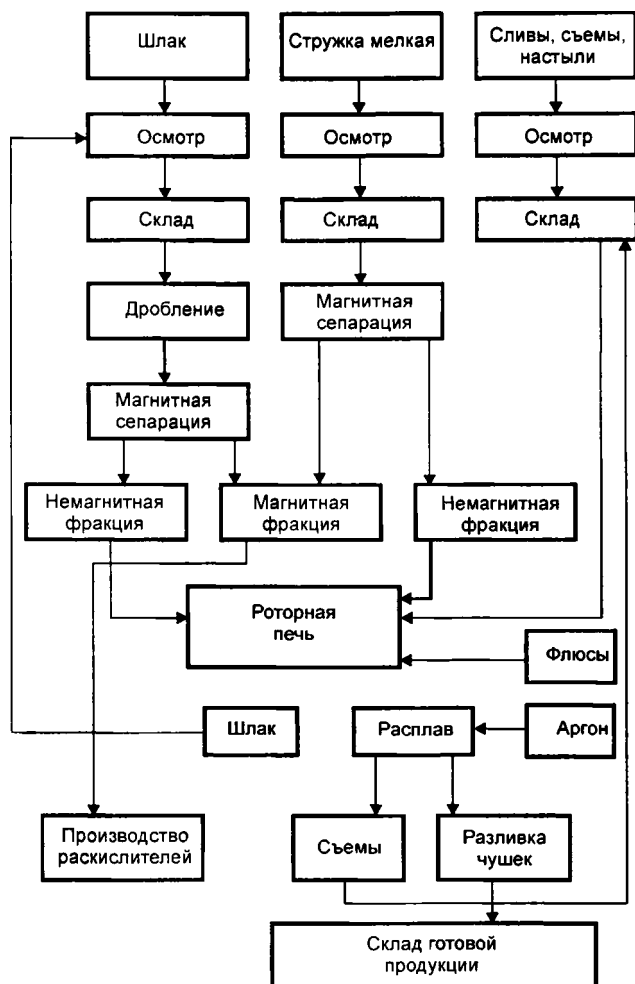 Шлак
Стружка мелкая
Сливы, съемы,
настыли
Осмотр
Осмотр
Осмотр
Склад
Склад
Склад
Дробление
Магнитная
сепарация
Магнитная
сепарация
Немагнитная
фракция
Магнитная
фракция
Немагнитная
фракция
Роторная
печь
Флюсы
Шлак
Расплав
Аргон
Производство
раскислителей
Съемы
Разливка
чушек
Склад готовой
продукции